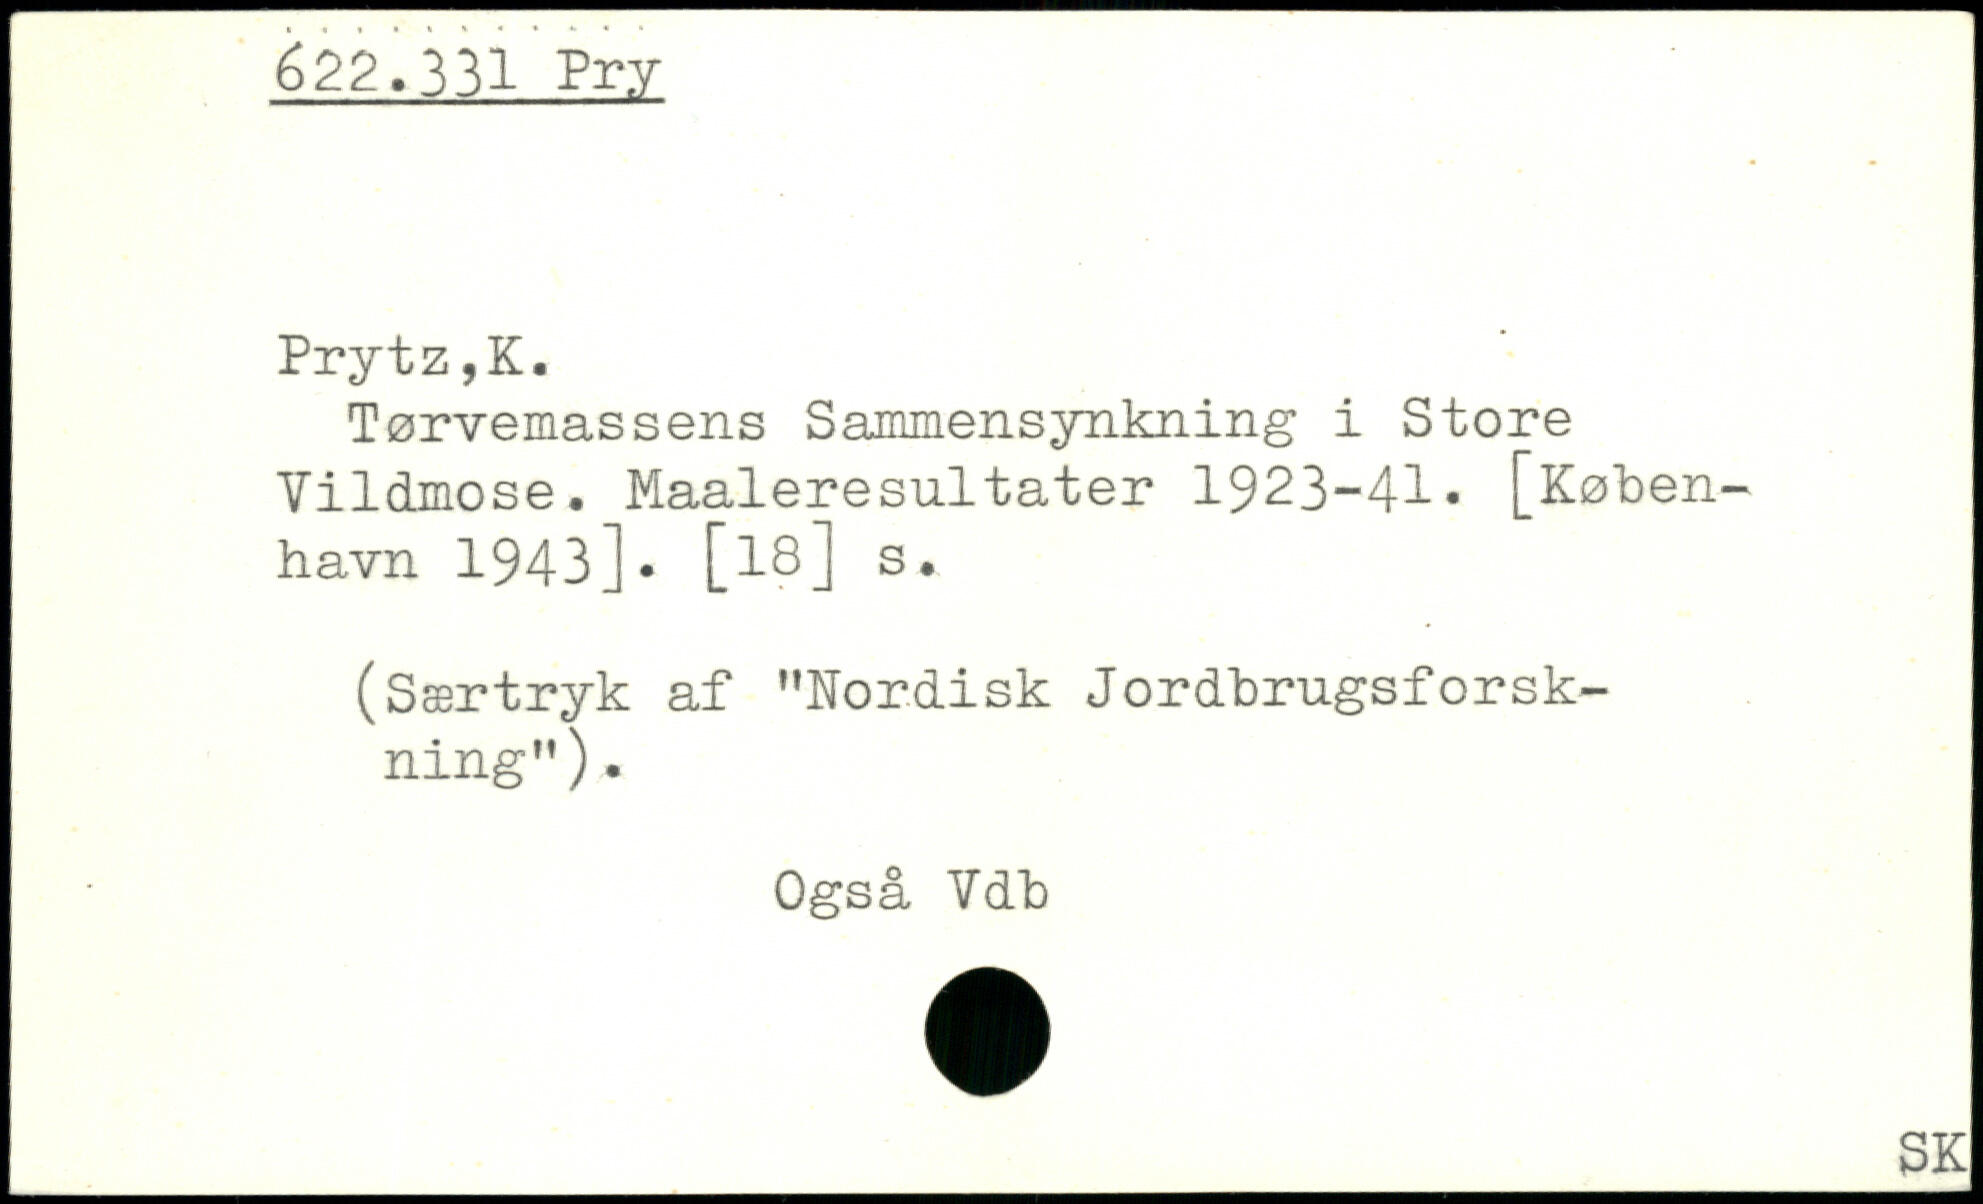 622.331 Pry
Prytz,K.
Tørvemassens Sammensynkning i Store
Vildmose. Maaleresultater 1923-41. [Køben-
havn 1943]. [18] s.
(Særtryk af "Nordisk Jordbrugsforsk-
ning").
Også Vdb
SK